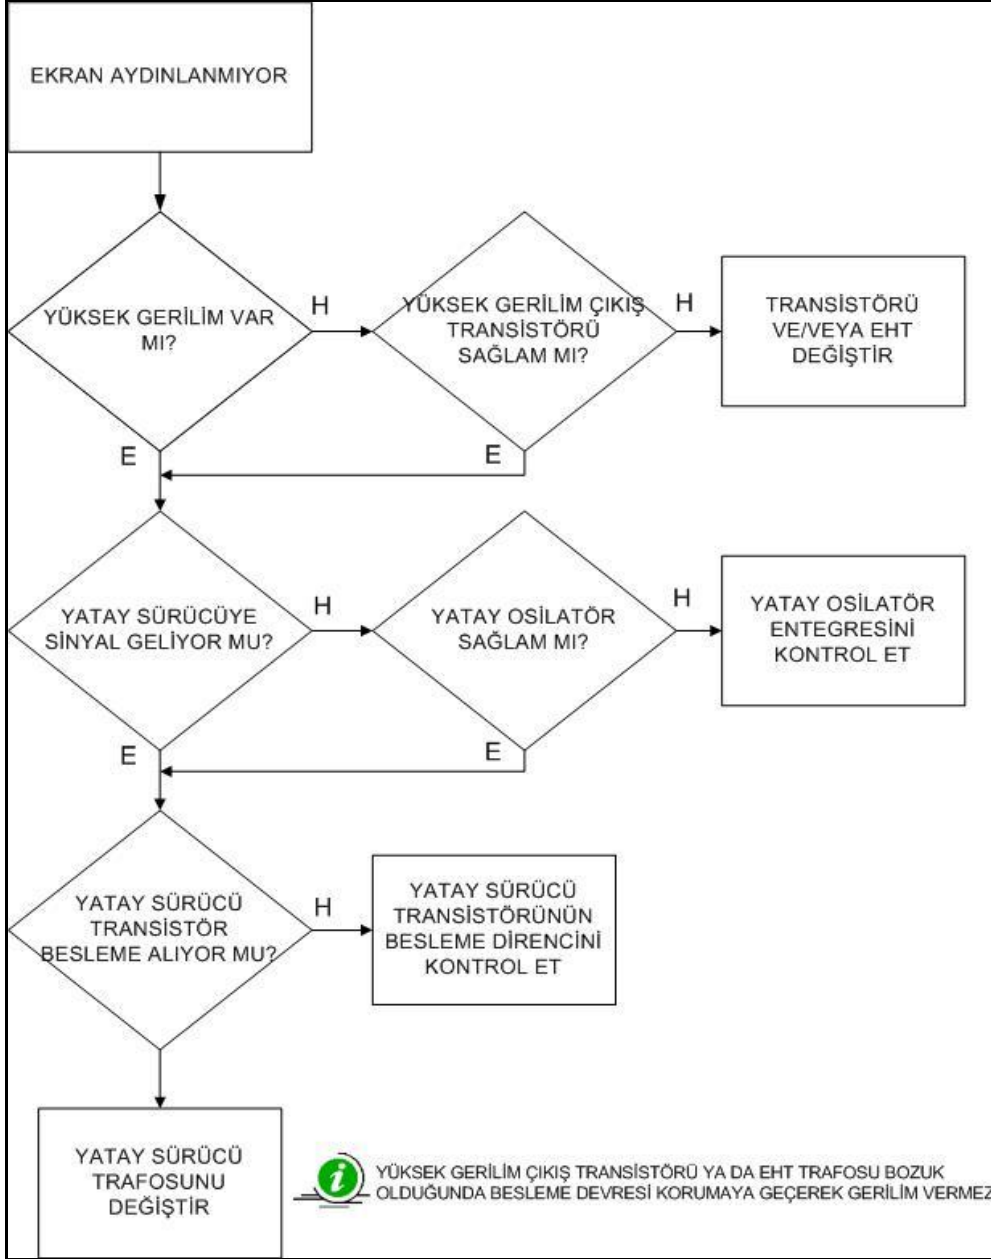 EKRAN AYDINLANMIYOR
YÜKSEK GERİLİM VAR
MI?
H
YÜKSEK GERİLİM ÇIKIŞ
TRANSİSTÖRÜ
SAĞLAM MI?
H
TRANSİSTÖRÜ
VE/VEYA EHT
DEĞİŞTİR
E
E
YATAY SÜRÜCÜYE
SİNYAL GELİYOR MU?
H
YATAY OSİLATÖR
SAĞLAM MI?
H
YATAY OSİLATÖR
ENTEGRESİNİ
KONTROL ET
E
E
YATAY SÜRÜCÜ
TRANSİSTÖR
BESLEME ALIYOR MU?
H
YATAY SÜRÜCÜ
TRANSİSTÖRÜNÜN
BESLEME DİRENCİNİ
KONTROL ET
YATAY SÜRÜCÜ
TRAFOSUNU
DEĞİŞTİR
i
YÜKSEK GERİLİM ÇIKIŞ TRANSİSTÖRÜ YA DA EHT TRAFOSU BOZUK
OLDUĞUNDA BESLEME DEVRESİ KORUMAYA GEÇEREK GERİLİM VERMEZ